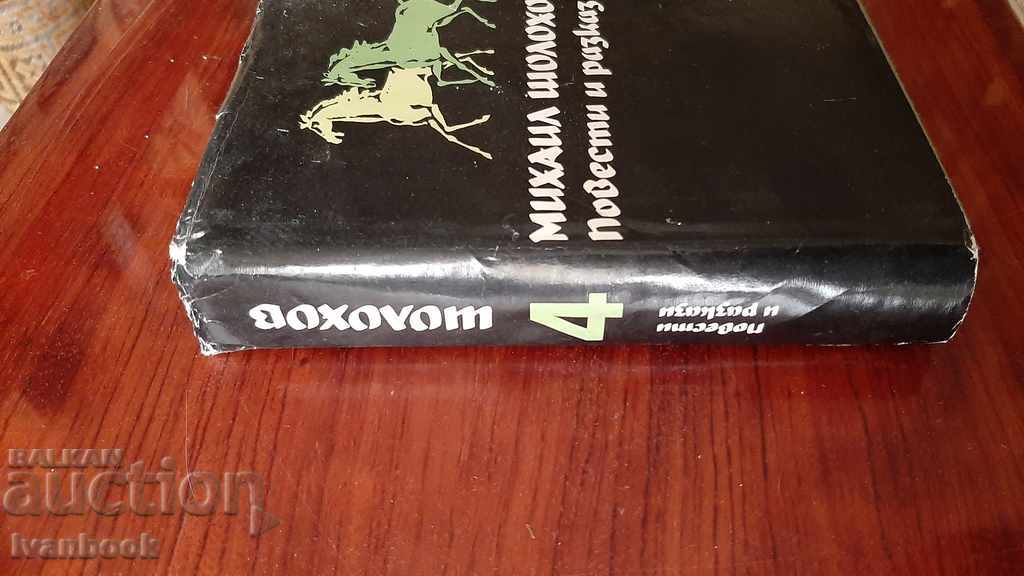 МИХАИЛ ШОЛОХО
Повести и разказ
ШОЛОХОВ
4
Повести
и разкази
BALKAN
auction
Ivanbook